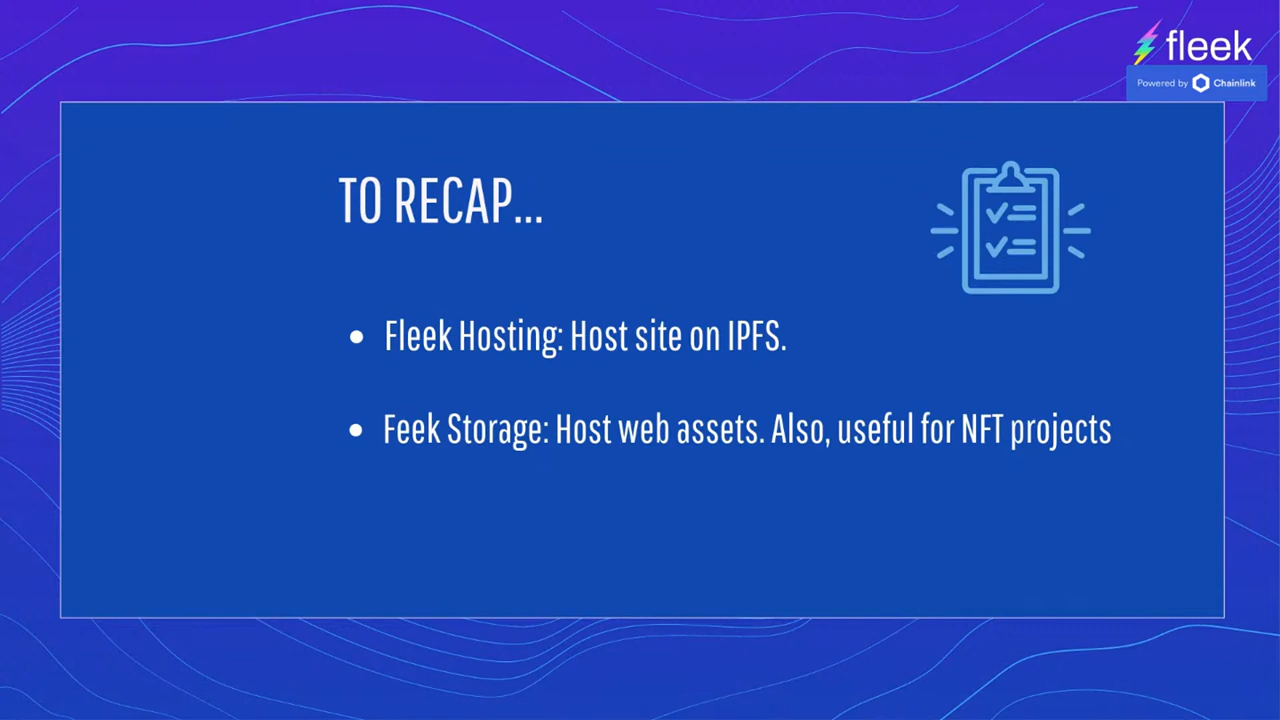 fleek
Powered by Chainlink
TO RECAP...
• Fleek Hosting: Host site on IPFS.
• Feek Storage: Host web assets. Also, useful for NFT projects